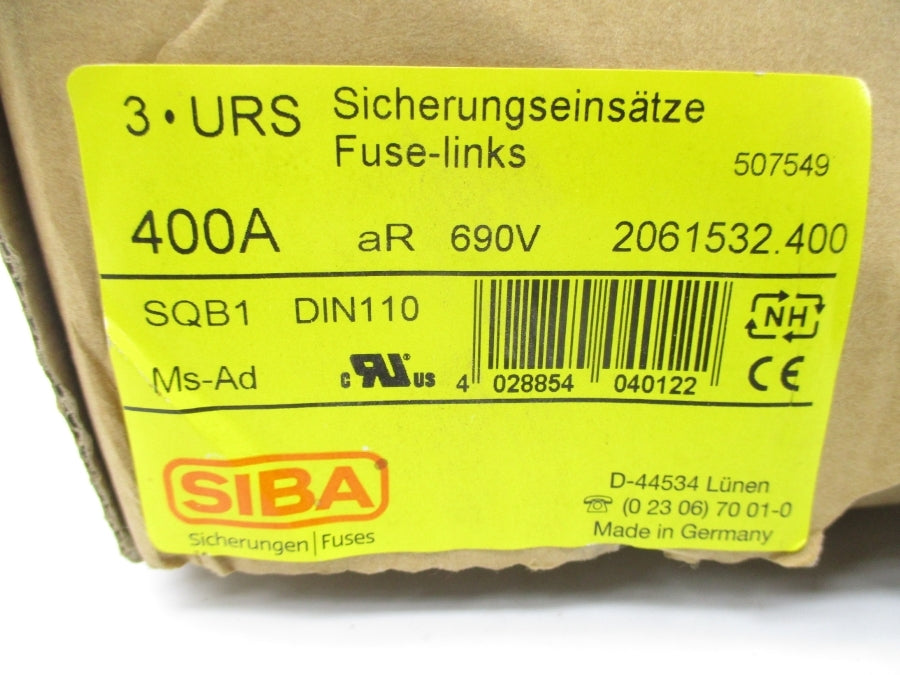 3 • URS Sicherungseinsätze
Fuse-links
507549
400A aR 690V 2061532.400
SQB1 DIN110
NH
Ms-Ad
c RU US
CE
4 028854 040122
SIBA
Sicherungen | Fuses
D-44534 Lünen
☎ (0 23 06) 70 01-0
Made in Germany